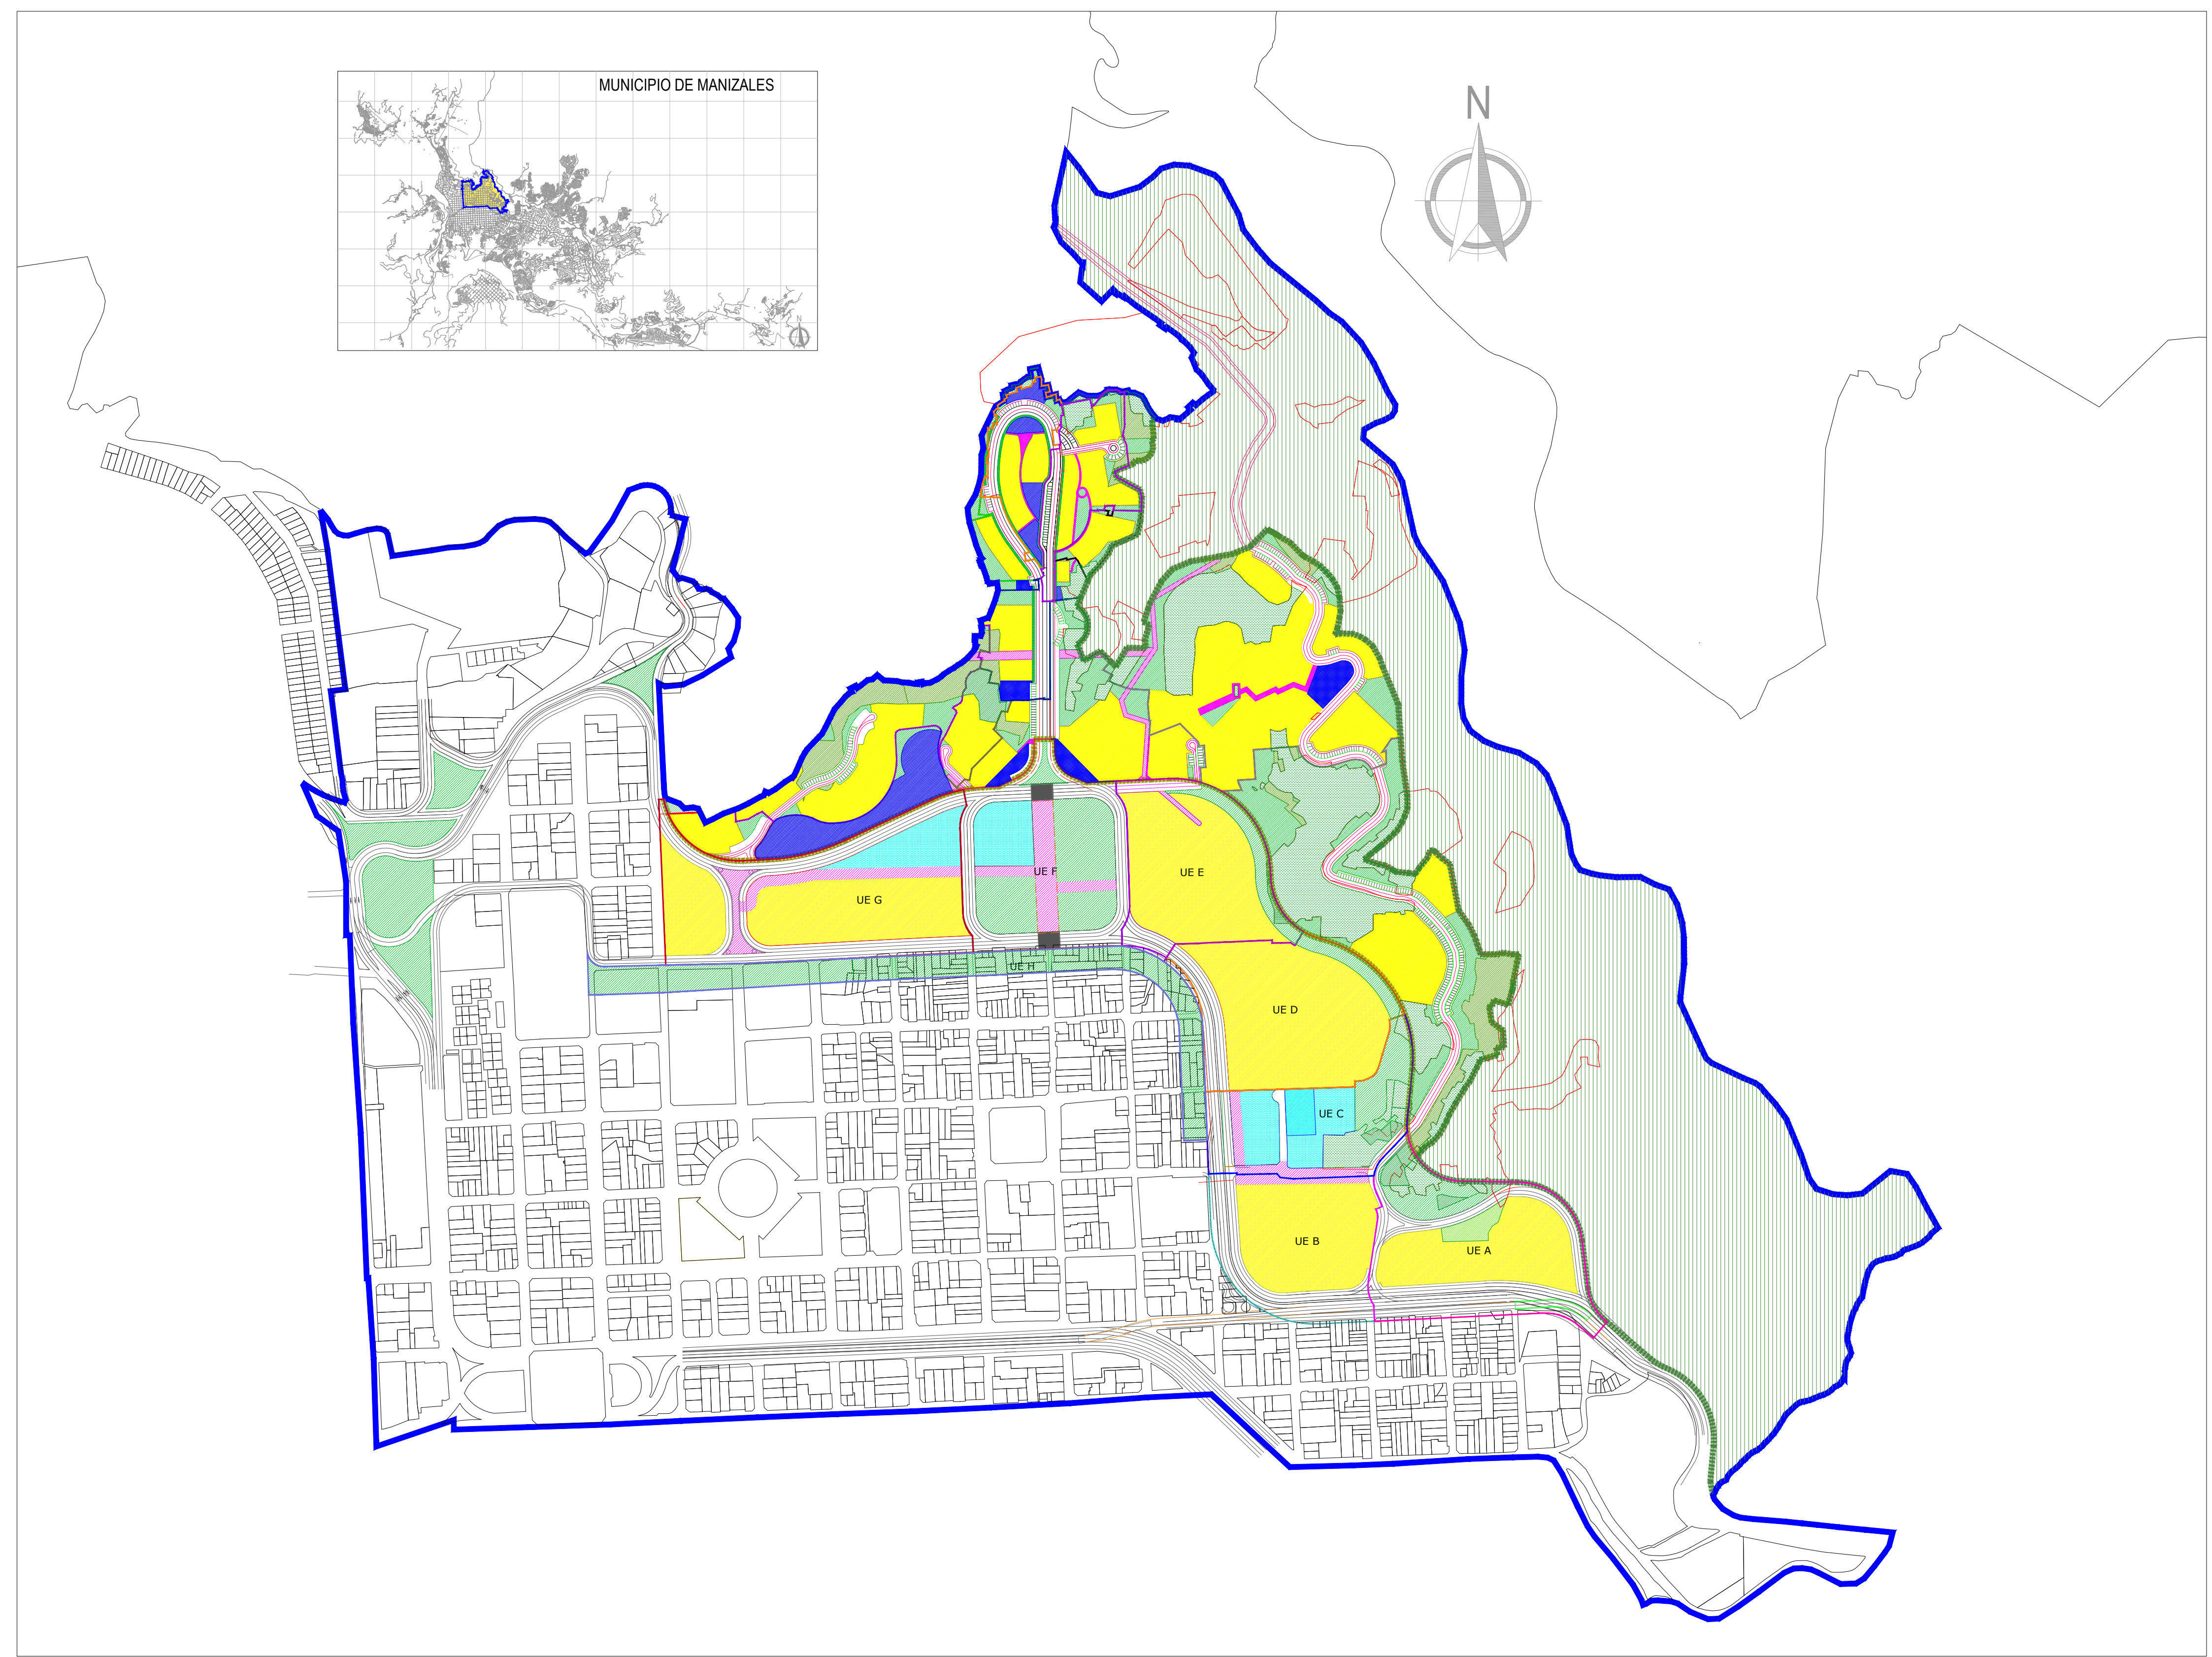 MUNICIPIO DE MANIZALES
N
N
UE F
UE E
UE G
UE H
UE D
UE C
UE B
UE A